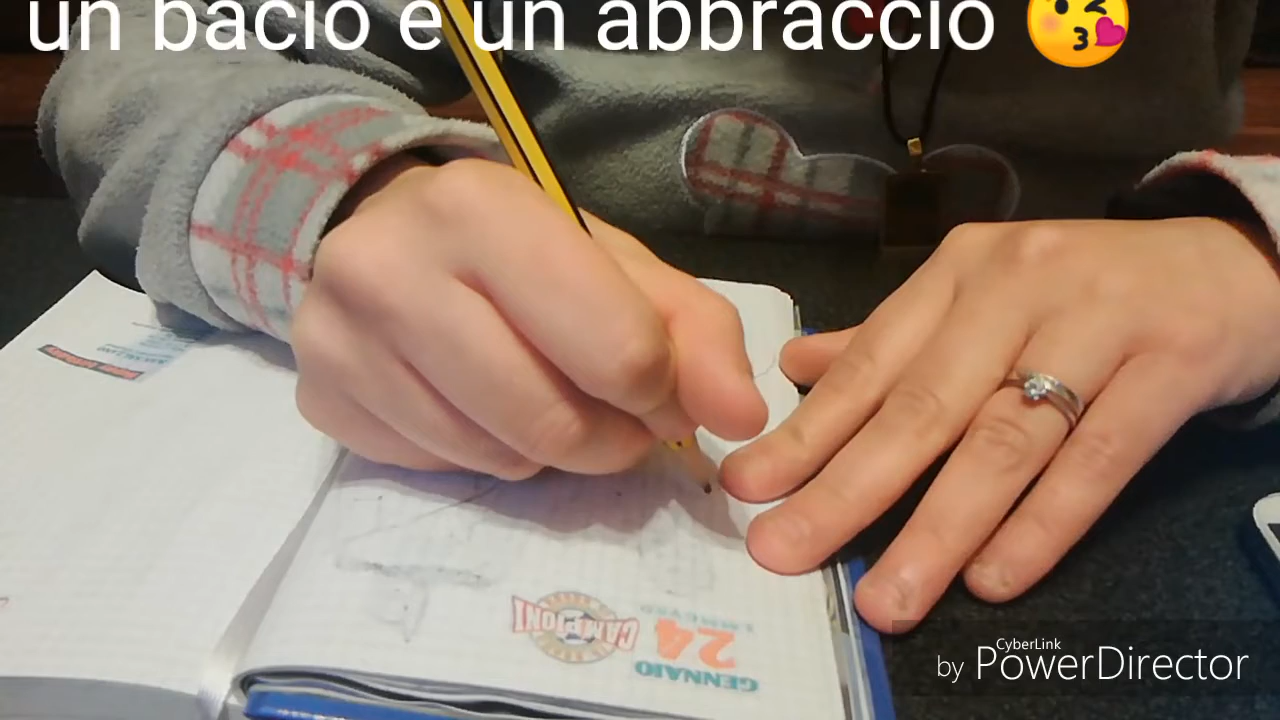 un bacio e un abbraccio 😘
CAMPIONI
24
GENNAIO
CyberLink
by PowerDirector